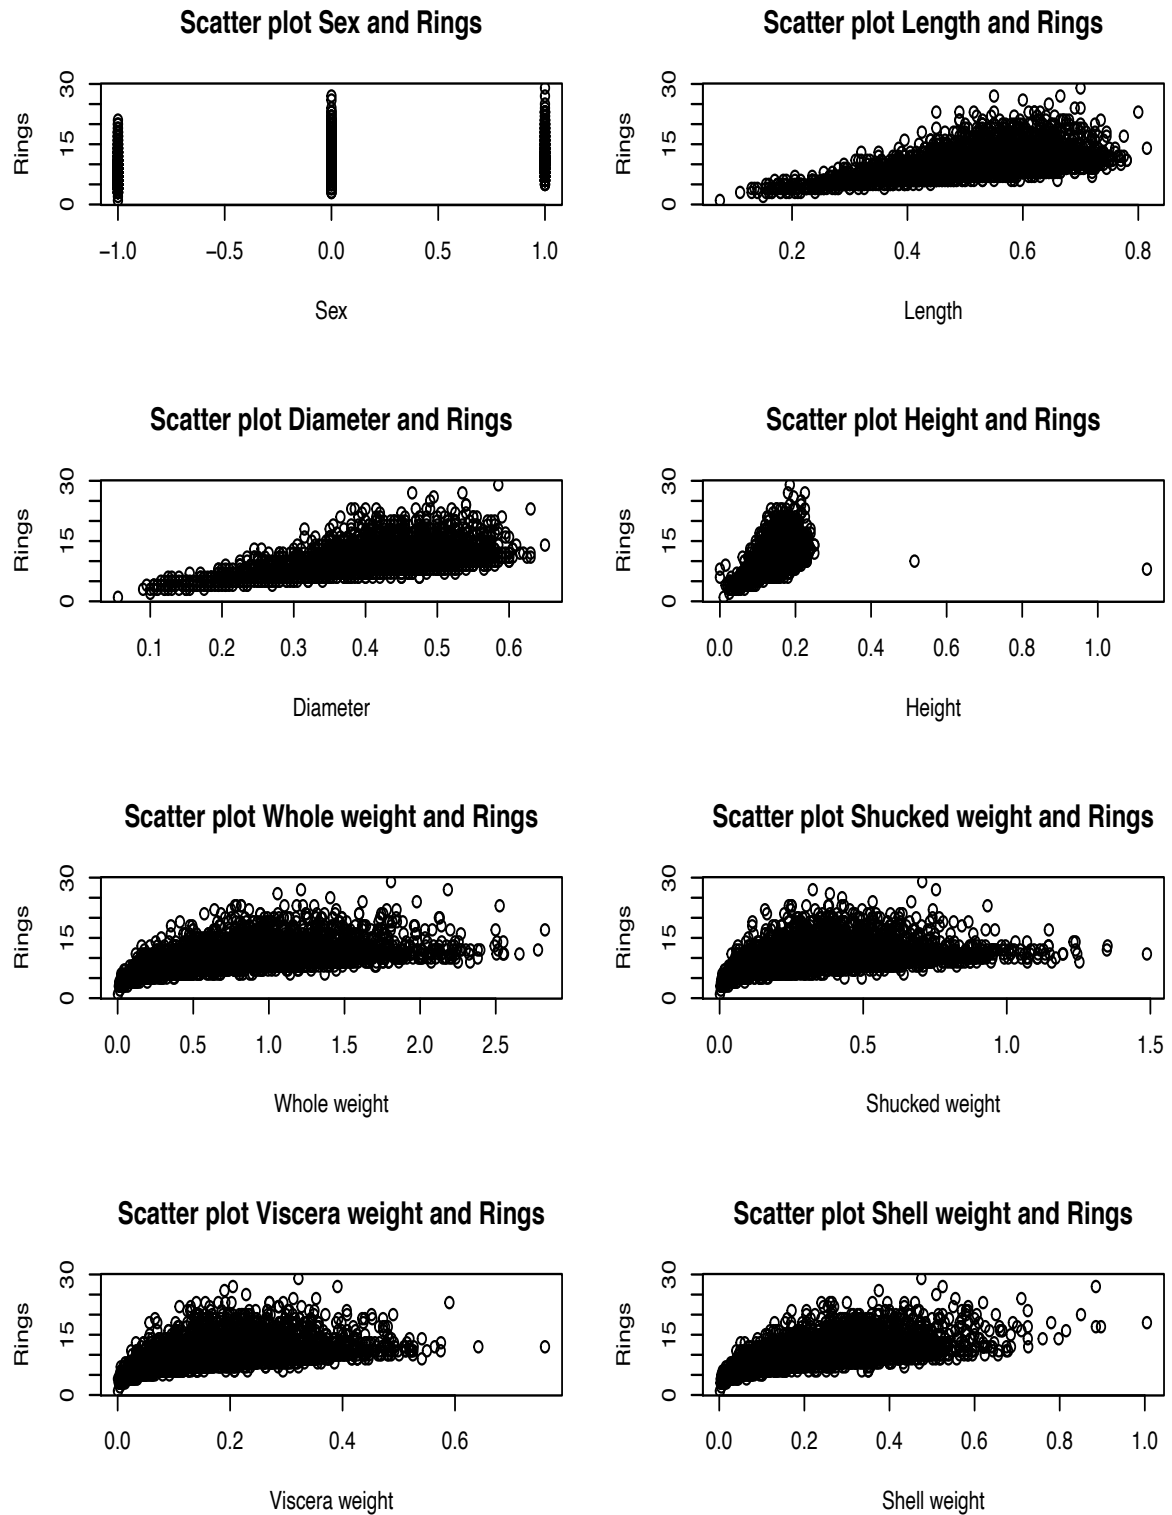 Scatter plot Sex and Rings
Rings
30
15
0
−1.0 −0.5 0.0 0.5 1.0
Sex
Scatter plot Length and Rings
Rings
30
15
0
0.2 0.4 0.6 0.8
Length
Scatter plot Diameter and Rings
Rings
30
15
0
0.1 0.2 0.3 0.4 0.5 0.6
Diameter
Scatter plot Height and Rings
Rings
30
15
0
0.0 0.2 0.4 0.6 0.8 1.0
Height
Scatter plot Whole weight and Rings
Rings
30
15
0
0.0 0.5 1.0 1.5 2.0 2.5
Whole weight
Scatter plot Shucked weight and Rings
Rings
30
15
0
0.0 0.5 1.0 1.5
Shucked weight
Scatter plot Viscera weight and Rings
Rings
30
15
0
0.0 0.2 0.4 0.6
Viscera weight
Scatter plot Shell weight and Rings
Rings
30
15
0
0.0 0.2 0.4 0.6 0.8 1.0
Shell weight